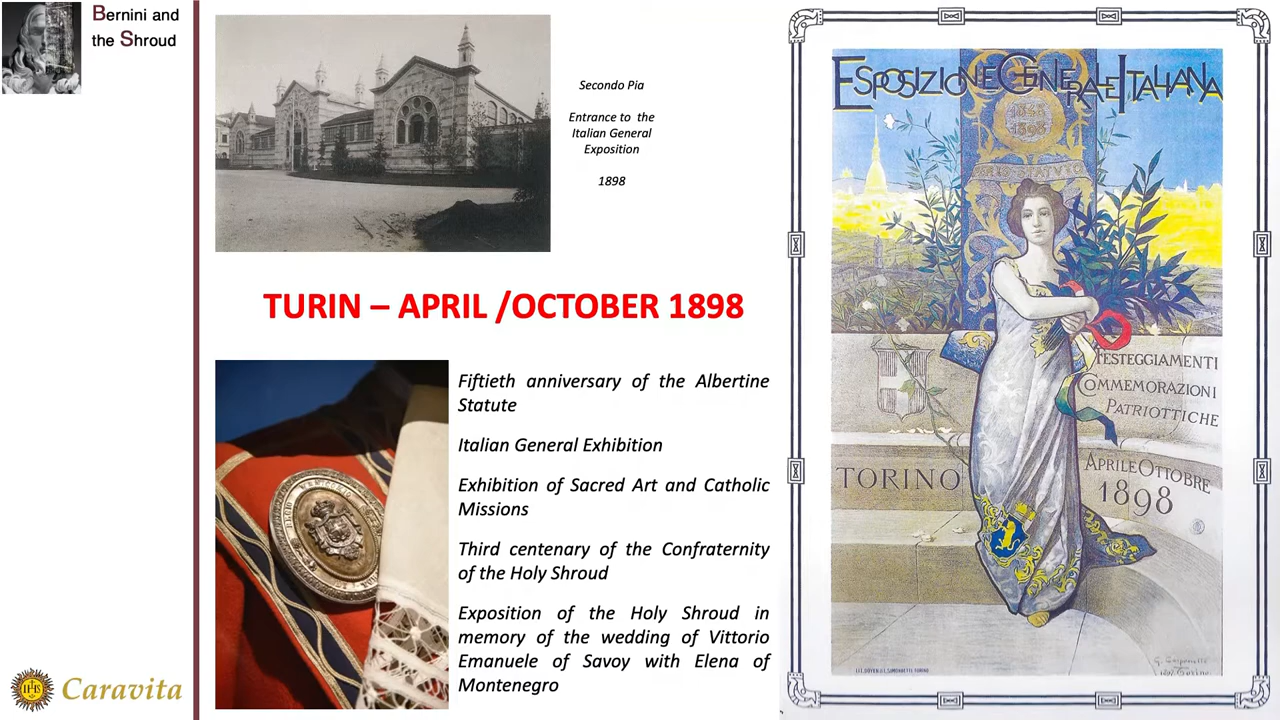 Bernini and
the Shroud
Secondo Pia
Entrance to the
Italian General
Exposition
1898
TURIN – APRIL /OCTOBER 1898
Fiftieth anniversary of the Albertine
Statute
Italian General Exhibition
Exhibition of Sacred Art and Catholic
Missions
Third centenary of the Confraternity
of the Holy Shroud
Exposition of the Holy Shroud in
memory of the wedding of Vittorio
Emanuele of Savoy with Elena of
Montenegro
IHS
Caravita
ESPOSIZIONE GENERALE ITALIANA
1848
1898
FESTEGGIAMENTI
COMMEMORAZIONI
PATRIOTTICHE
TORINO
APRILE OTTOBRE
1898